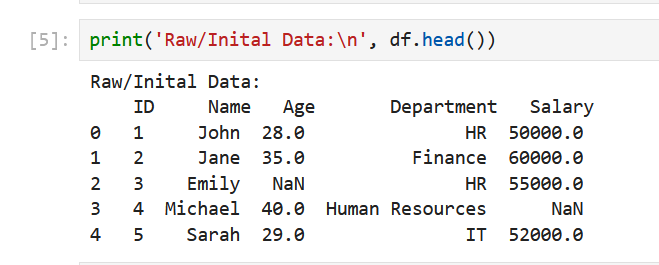 [5]: print('Raw/Inital Data:\n', df.head())
Raw/Inital Data:
ID Name Age Department Salary
0 1 John 28.0 HR 50000.0
1 2 Jane 35.0 Finance 60000.0
2 3 Emily NaN HR 55000.0
3 4 Michael 40.0 Human Resources NaN
4 5 Sarah 29.0 IT 52000.0